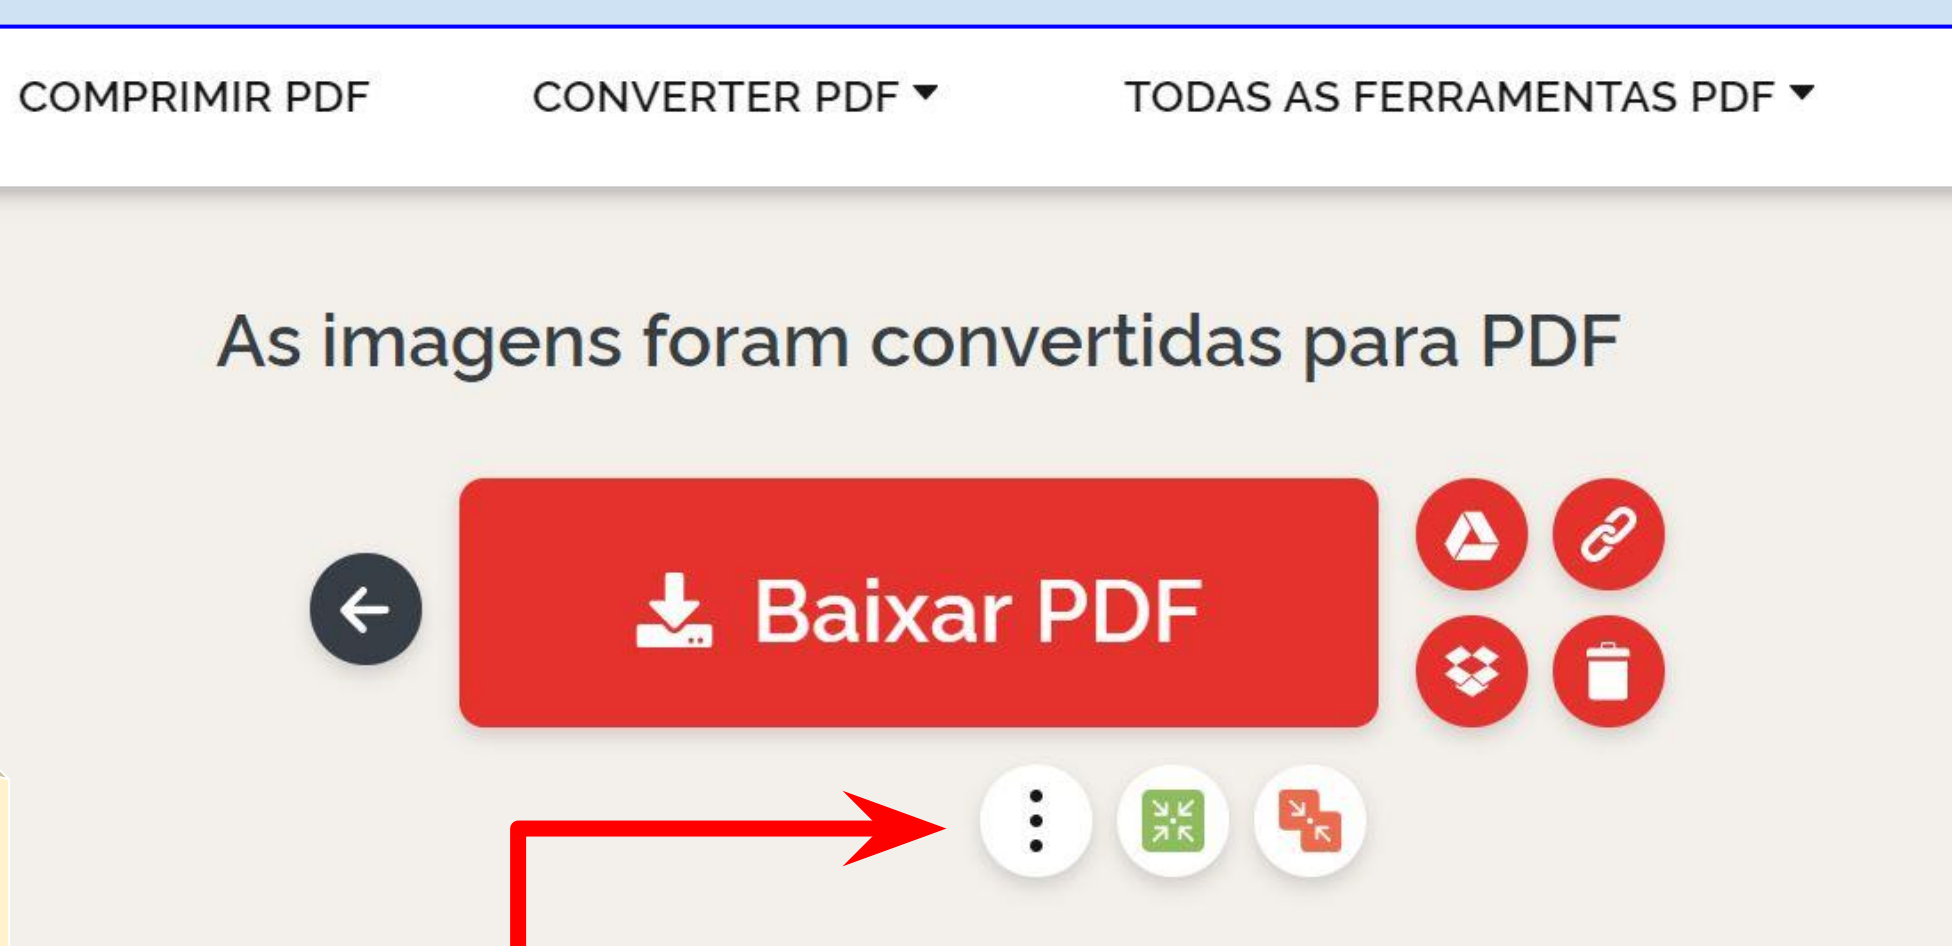 COMPRIMIR PDF CONVERTER PDF TODAS AS FERRAMENTAS PDF
As imagens foram convertidas para PDF
Baixar PDF